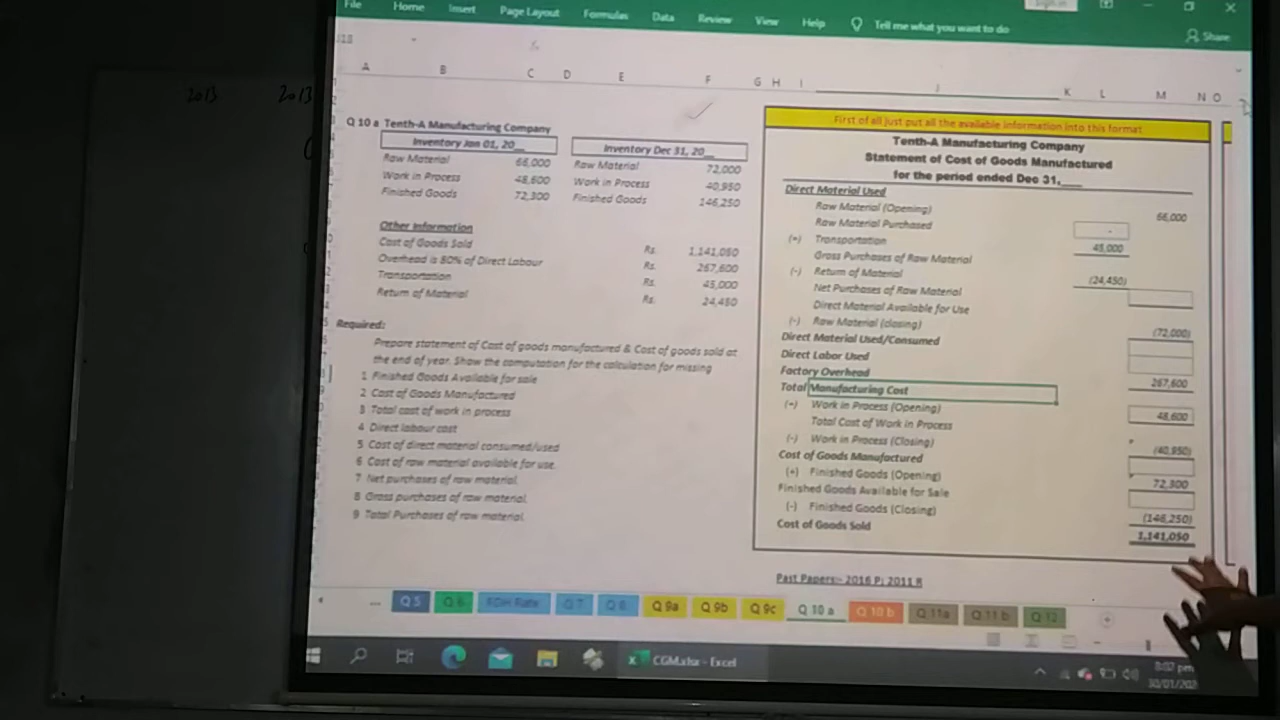 File Home Insert Page Layout Formulas Data Review View Help Tell me what you want to do
Share
A B C D E F G H I J K L M N O
2013 2013
Q 10 a Tenth-A Manufacturing Company
Inventory Jan 01, 20__ Inventory Dec 31, 20__
Raw Material 66,000 Raw Material 72,000
Work in Process 48,600 Work in Process 40,950
Finished Goods 72,300 Finished Goods 146,250
Other Information
Cost of Goods Sold Rs. 1,141,050
Overhead is 80% of Direct Labour Rs. 267,600
Transportation Rs. 45,000
Return of Material Rs. 24,450
Required:
Prepare statement of Cost of goods manufactured & Cost of goods sold at
the end of year. Show the computation for the calculation for missing
1 Finished Goods Available for sale
2 Cost of Goods Manufactured
3 Total cost of work in process
4 Direct labour cost
5 Cost of direct material consumed/used
6 Cost of raw material available for use.
7 Net purchases of raw material.
8 Gross purchases of raw material.
9 Total Purchases of raw material.
First of all just put all the available information into this format
Tenth-A Manufacturing Company
Statement of Cost of Goods Manufactured
for the period ended Dec 31,___
Direct Material Used
Raw Material (Opening) 66,000
Raw Material Purchased -
(+) Transportation 45,000
Gross Purchases of Raw Material
(-) Return of Material (24,450)
Net Purchases of Raw Material
Direct Material Available for Use
(-) Raw Material (closing) (72,000)
Direct Material Used/Consumed
Direct Labor Used
Factory Overhead 267,600
Total Manufacturing Cost
(+) Work in Process (Opening) 48,600
Total Cost of Work in Process
(-) Work in Process (Closing) (40,950)
Cost of Goods Manufactured
(+) Finished Goods (Opening) 72,300
Finished Goods Available for Sale
(-) Finished Goods (Closing) (146,250)
Cost of Goods Sold 1,141,050
Past Papers:- 2016 P; 2011 R
... Q 5 Q 6 FOH Rate Q 7 Q 8 Q 9a Q 9b Q 9c Q 10 a Q 10 b Q 11a Q 11 b Q 12
CGM.xlsx - Excel
8:02 pm